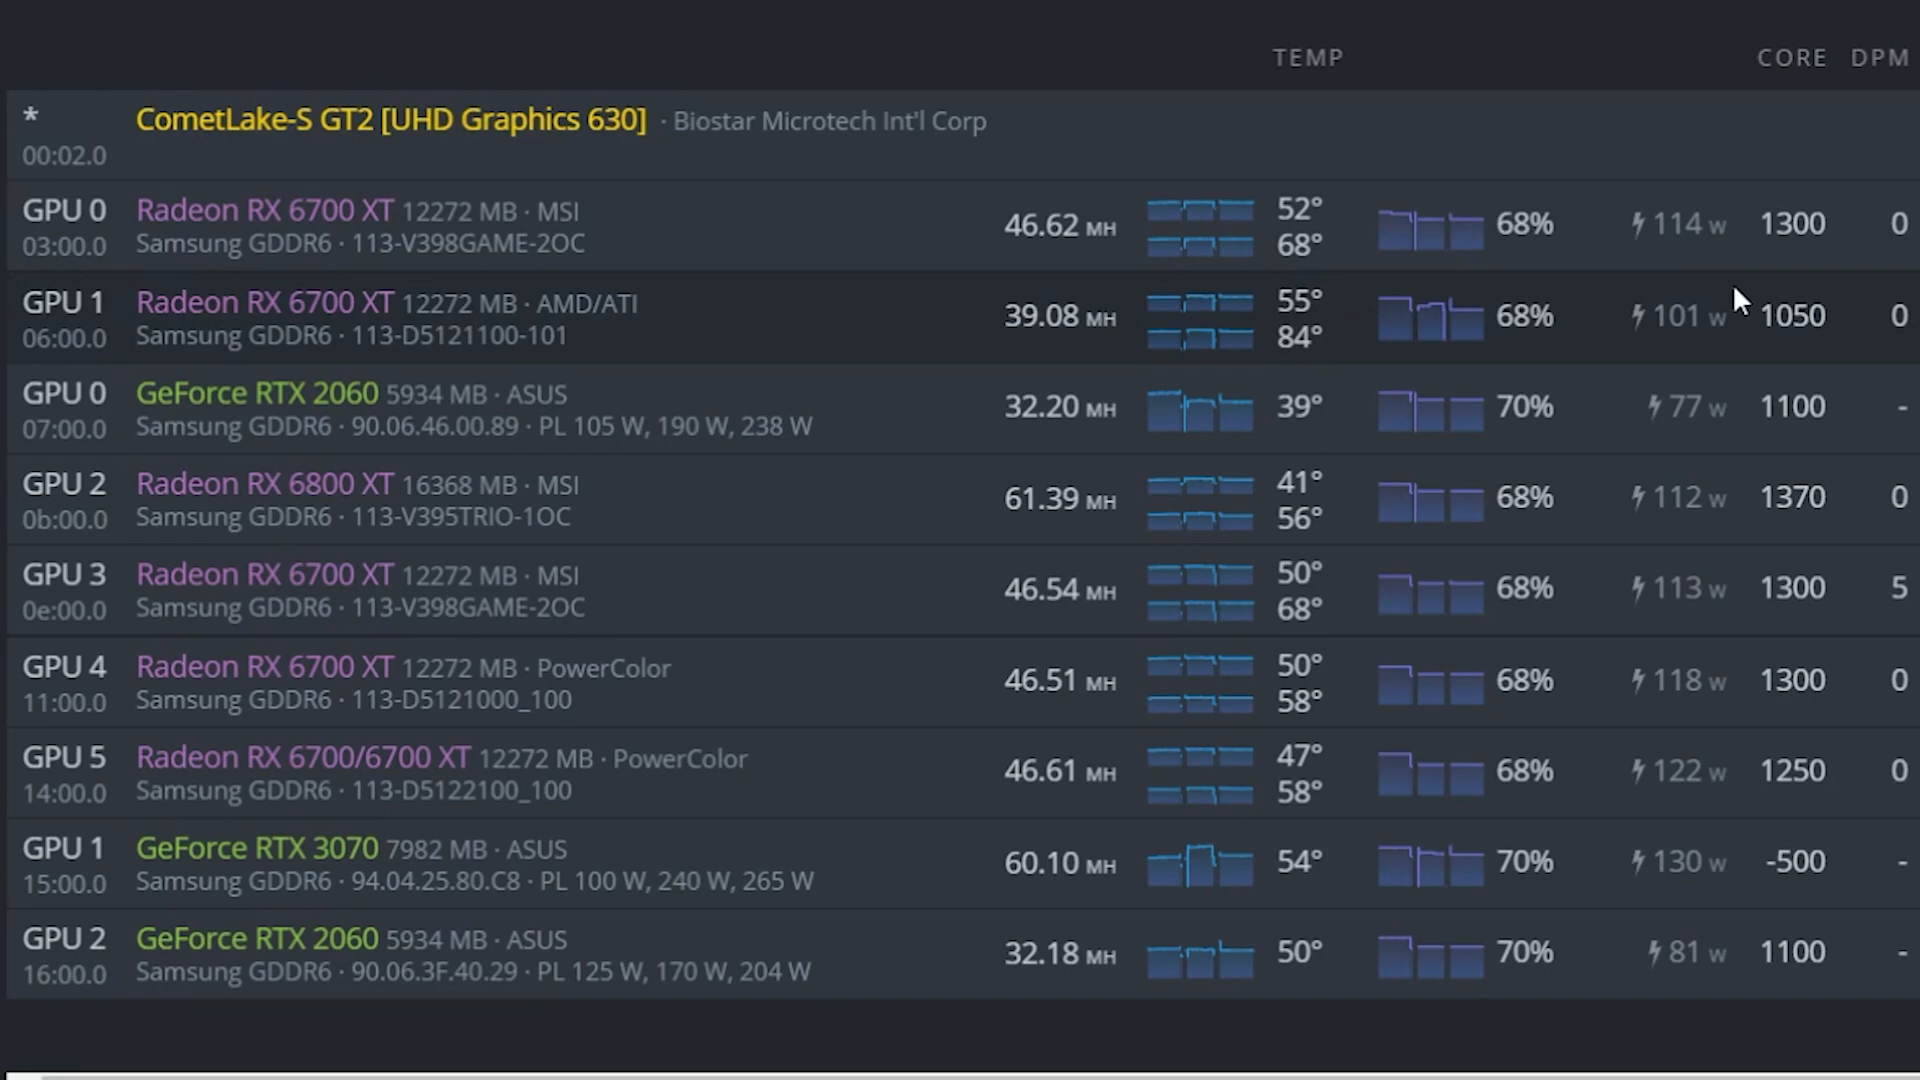 TEMP CORE DPM
* CometLake-S GT2 [UHD Graphics 630] · Biostar Microtech Int'l Corp
00:02.0
GPU 0 Radeon RX 6700 XT 12272 MB · MSI 52°
46.62 MH 68% 114 W 1300 0
03:00.0 Samsung GDDR6 · 113-V398GAME-2OC 68°
GPU 1 Radeon RX 6700 XT 12272 MB · AMD/ATI 55°
39.08 MH 68% 101 W 1050 0
06:00.0 Samsung GDDR6 · 113-D5121100-101 84°
GPU 0 GeForce RTX 2060 5934 MB · ASUS
32.20 MH 39° 70% 77 W 1100 -
07:00.0 Samsung GDDR6 · 90.06.46.00.89 · PL 105 W, 190 W, 238 W
GPU 2 Radeon RX 6800 XT 16368 MB · MSI 41°
61.39 MH 68% 112 W 1370 0
0b:00.0 Samsung GDDR6 · 113-V395TRIO-1OC 56°
GPU 3 Radeon RX 6700 XT 12272 MB · MSI 50°
46.54 MH 68% 113 W 1300 5
0e:00.0 Samsung GDDR6 · 113-V398GAME-2OC 68°
GPU 4 Radeon RX 6700 XT 12272 MB · PowerColor 50°
46.51 MH 68% 118 W 1300 0
11:00.0 Samsung GDDR6 · 113-D5121000_100 58°
GPU 5 Radeon RX 6700/6700 XT 12272 MB · PowerColor 47°
46.61 MH 68% 122 W 1250 0
14:00.0 Samsung GDDR6 · 113-D5122100_100 58°
GPU 1 GeForce RTX 3070 7982 MB · ASUS
60.10 MH 54° 70% 130 W -500 -
15:00.0 Samsung GDDR6 · 94.04.25.80.C8 · PL 100 W, 240 W, 265 W
GPU 2 GeForce RTX 2060 5934 MB · ASUS
32.18 MH 50° 70% 81 W 1100 -
16:00.0 Samsung GDDR6 · 90.06.3F.40.29 · PL 125 W, 170 W, 204 W